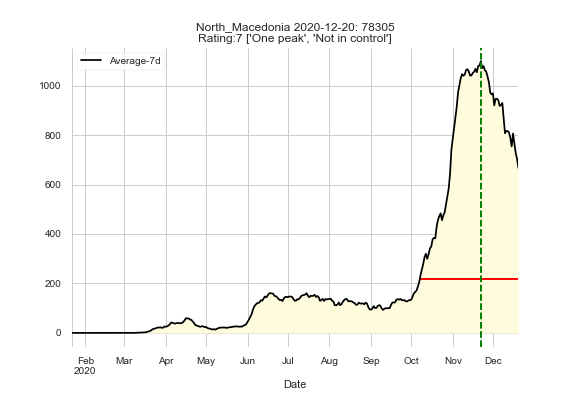 North_Macedonia 2020-12-20: 78305
Rating:7 ['One peak', 'Not in control']
Average-7d
1000
800
600
400
200
0
Feb Mar Apr May Jun Jul Aug Sep Oct Nov Dec
2020
Date